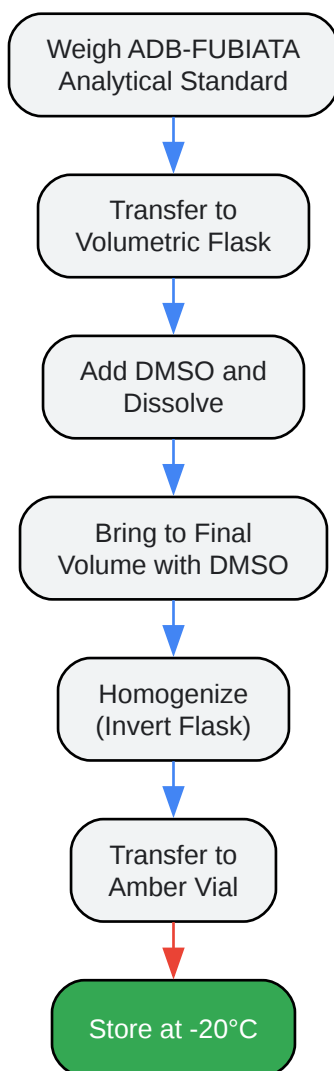 Weigh ADB-FUBIATA
Analytical Standard
Transfer to
Volumetric Flask
Add DMSO and
Dissolve
Bring to Final
Volume with DMSO
Homogenize
(Invert Flask)
Transfer to
Amber Vial
Store at -20°C